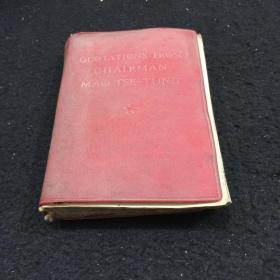 QUOTATIONS FROM
CHAIRMAN
MAO TSE-TUNG